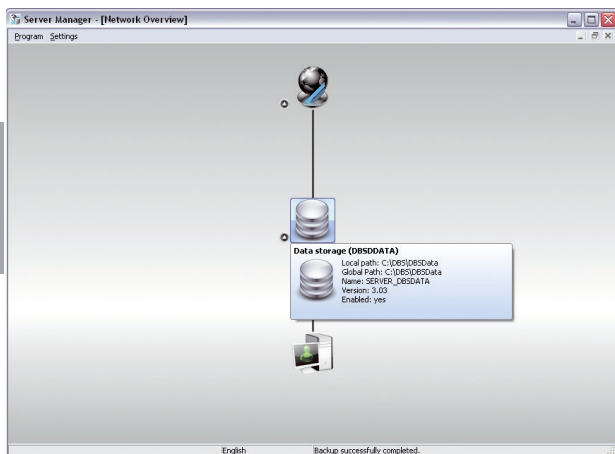 Server Manager - [Network Overview]
Program Settings
Data storage (DBSDDATA)
Local path: C:\DBS\DBSData
Global Path: C:\DBS\DBSData
Name: SERVER_DBSDATA
Version: 3.03
Enabled: yes
English Backup successfully completed.